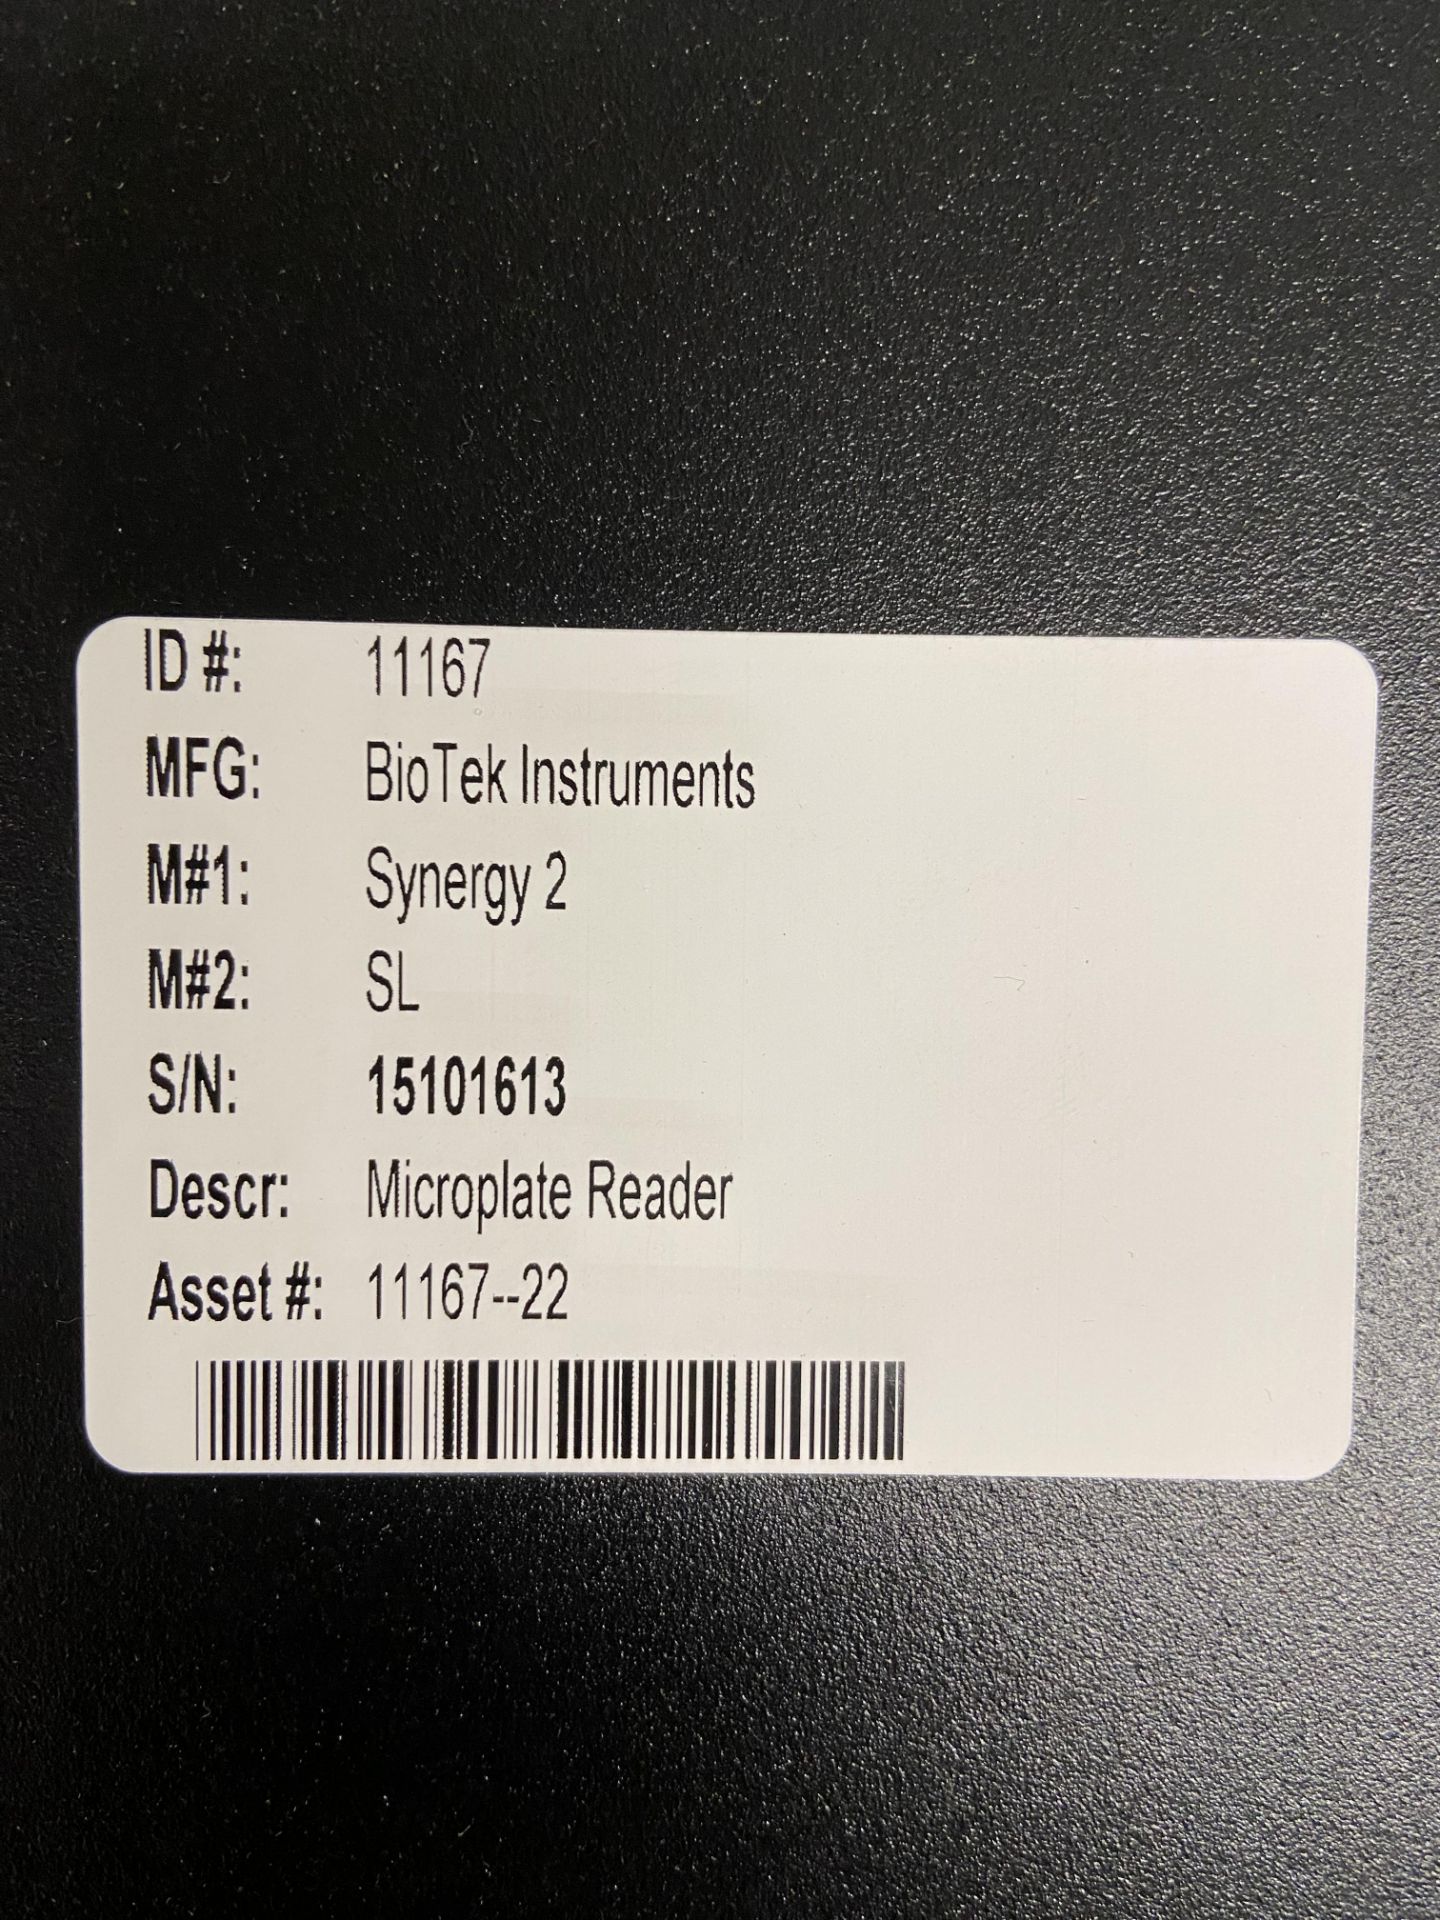 ID #: 11167
MFG: BioTek Instruments
M#1: Synergy 2
M#2: SL
S/N: 15101613
Descr: Microplate Reader
Asset #: 11167--22